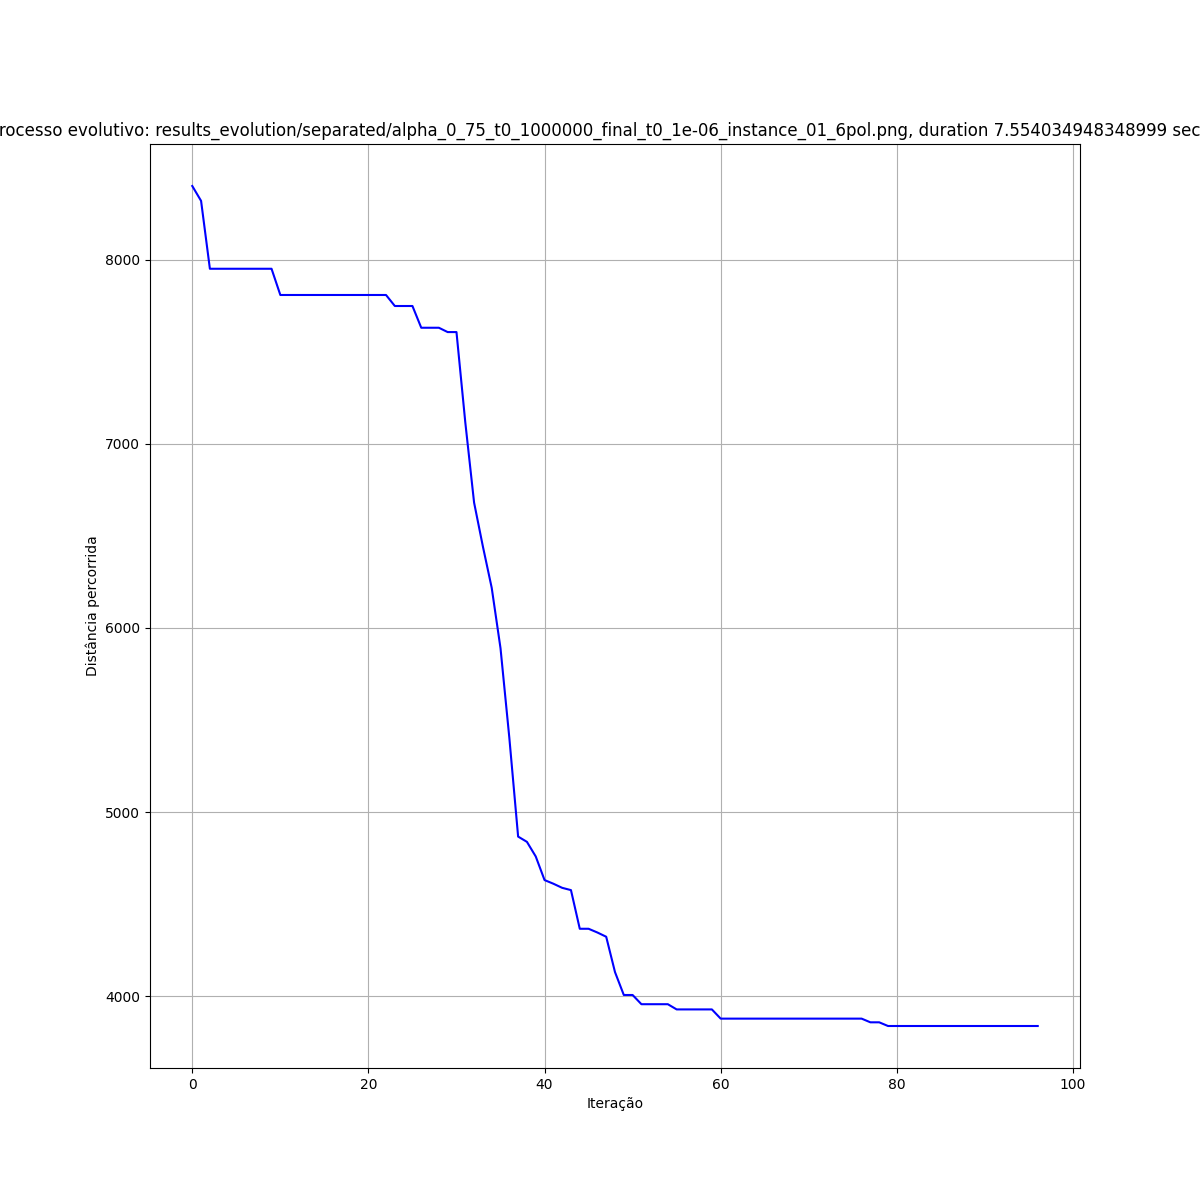 rocesso evolutivo: results_evolution/separated/alpha_0_75_t0_1000000_final_t0_1e-06_instance_01_6pol.png, duration 7.554034948348999 sec
8000
7000
6000
5000
4000
Distância percorrida
0 20 40 60 80 100
Iteração